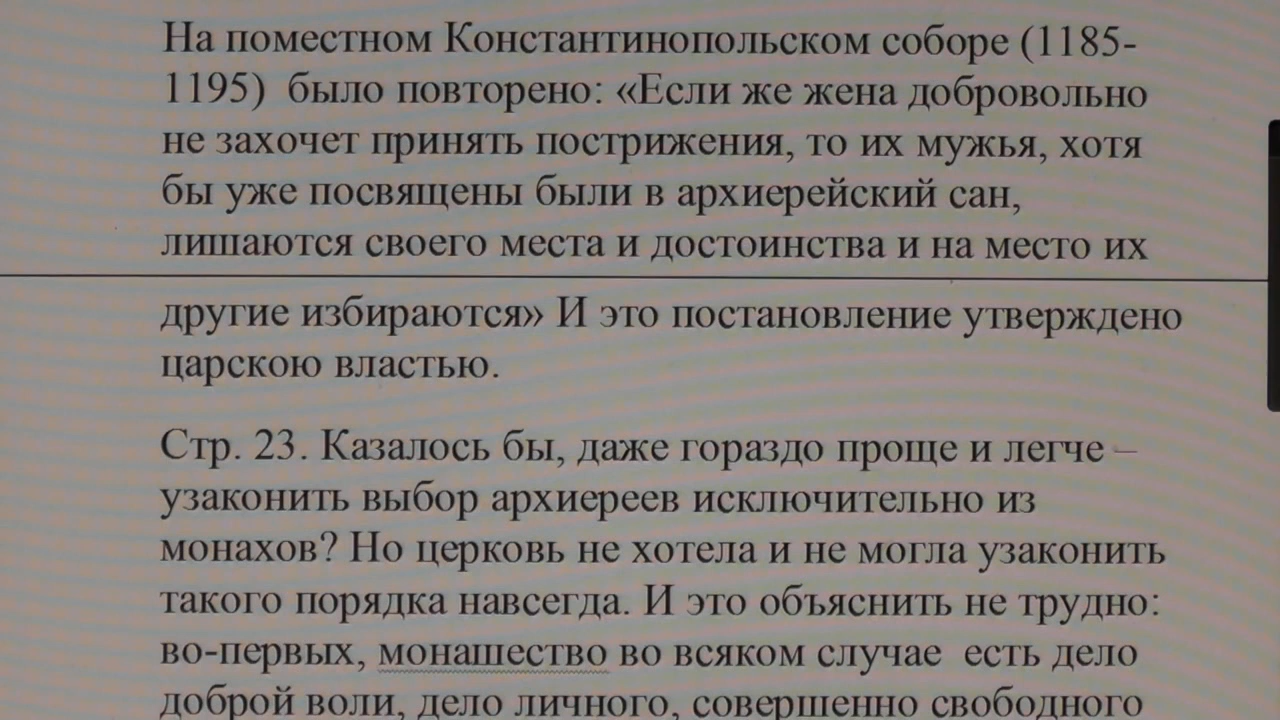 На поместном Константинопольском соборе (1185-
1195)  было повторено: «Если же жена добровольно
не захочет принять пострижения, то их мужья, хотя
бы уже посвящены были в архиерейский сан,
лишаются своего места и достоинства и на место их
другие избираются» И это постановление утверждено
царскою властью.
Стр. 23. Казалось бы, даже гораздо проще и легче –
узаконить выбор архиереев исключительно из
монахов? Но церковь не хотела и не могла узаконить
такого порядка навсегда. И это объяснить не трудно:
во-первых, монашество во всяком случае  есть дело
доброй воли, дело личного, совершенно свободного